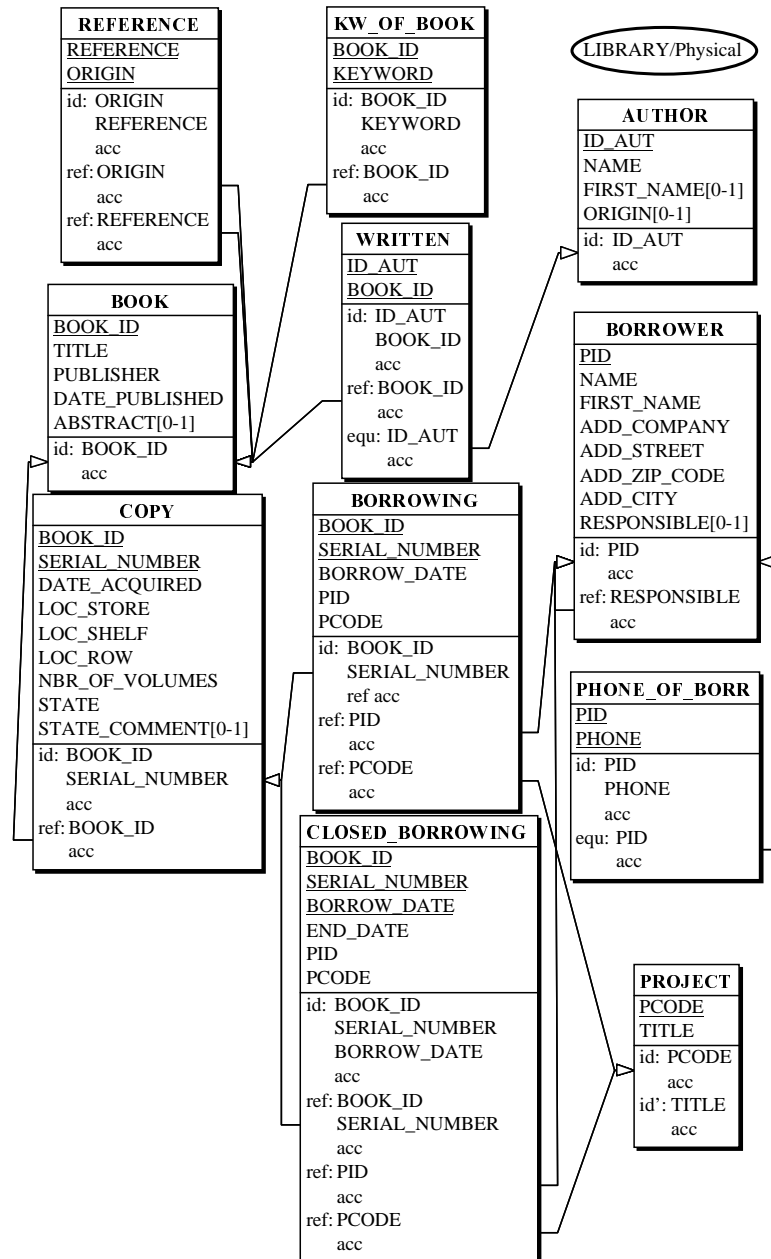 REFERENCE
REFERENCE
ORIGIN
id: ORIGIN
REFERENCE
acc
ref: ORIGIN
acc
ref: REFERENCE
acc
KW_OF_BOOK
BOOK_ID
KEYWORD
id: BOOK_ID
KEYWORD
acc
ref: BOOK_ID
acc
LIBRARY/Physical
AUTHOR
ID_AUT
NAME
FIRST_NAME[0-1]
ORIGIN[0-1]
id: ID_AUT
acc
WRITTEN
ID_AUT
BOOK_ID
id: ID_AUT
BOOK_ID
acc
ref: BOOK_ID
acc
equ: ID_AUT
acc
BOOK
BOOK_ID
TITLE
PUBLISHER
DATE_PUBLISHED
ABSTRACT[0-1]
id: BOOK_ID
acc
BORROWER
PID
NAME
FIRST_NAME
ADD_COMPANY
ADD_STREET
ADD_ZIP_CODE
ADD_CITY
RESPONSIBLE[0-1]
id: PID
acc
ref: RESPONSIBLE
acc
COPY
BOOK_ID
SERIAL_NUMBER
DATE_ACQUIRED
LOC_STORE
LOC_SHELF
LOC_ROW
NBR_OF_VOLUMES
STATE
STATE_COMMENT[0-1]
id: BOOK_ID
SERIAL_NUMBER
acc
ref: BOOK_ID
acc
BORROWING
BOOK_ID
SERIAL_NUMBER
BORROW_DATE
PID
PCODE
id: BOOK_ID
SERIAL_NUMBER
ref acc
ref: PID
acc
ref: PCODE
acc
PHONE_OF_BORR
PID
PHONE
id: PID
PHONE
acc
equ: PID
acc
CLOSED_BORROWING
BOOK_ID
SERIAL_NUMBER
BORROW_DATE
END_DATE
PID
PCODE
id: BOOK_ID
SERIAL_NUMBER
BORROW_DATE
acc
ref: BOOK_ID
SERIAL_NUMBER
acc
ref: PID
acc
ref: PCODE
acc
PROJECT
PCODE
TITLE
id: PCODE
acc
id': TITLE
acc